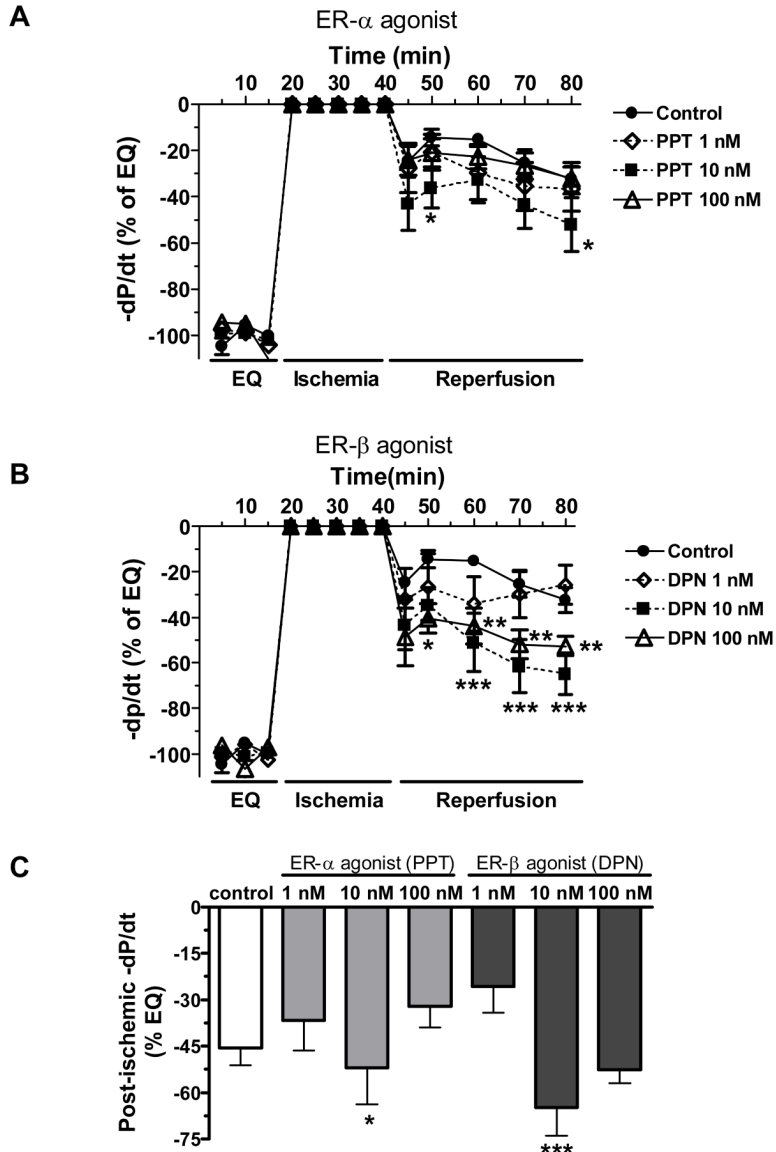 A
ER-α agonist
Time (min)
10 20 30 40 50 60 70 80
0
-20
-40
-60
-80
-100
-dP/dt (% of EQ)
Control
PPT 1 nM
PPT 10 nM
PPT 100 nM
*
*
EQ Ischemia Reperfusion
B
ER-β agonist
Time(min)
10 20 30 40 50 60 70 80
0
-20
-40
-60
-80
-100
-dp/dt (% of EQ)
Control
DPN 1 nM
DPN 10 nM
DPN 100 nM
** ** **
*
*** *** ***
EQ Ischemia Reperfusion
C
ER-α agonist (PPT) ER-β agonist (DPN)
control 1 nM 10 nM 100 nM 1 nM 10 nM 100 nM
0
-15
-30
-45
-60
-75
Post-ischemic -dP/dt
(% EQ)
*
***